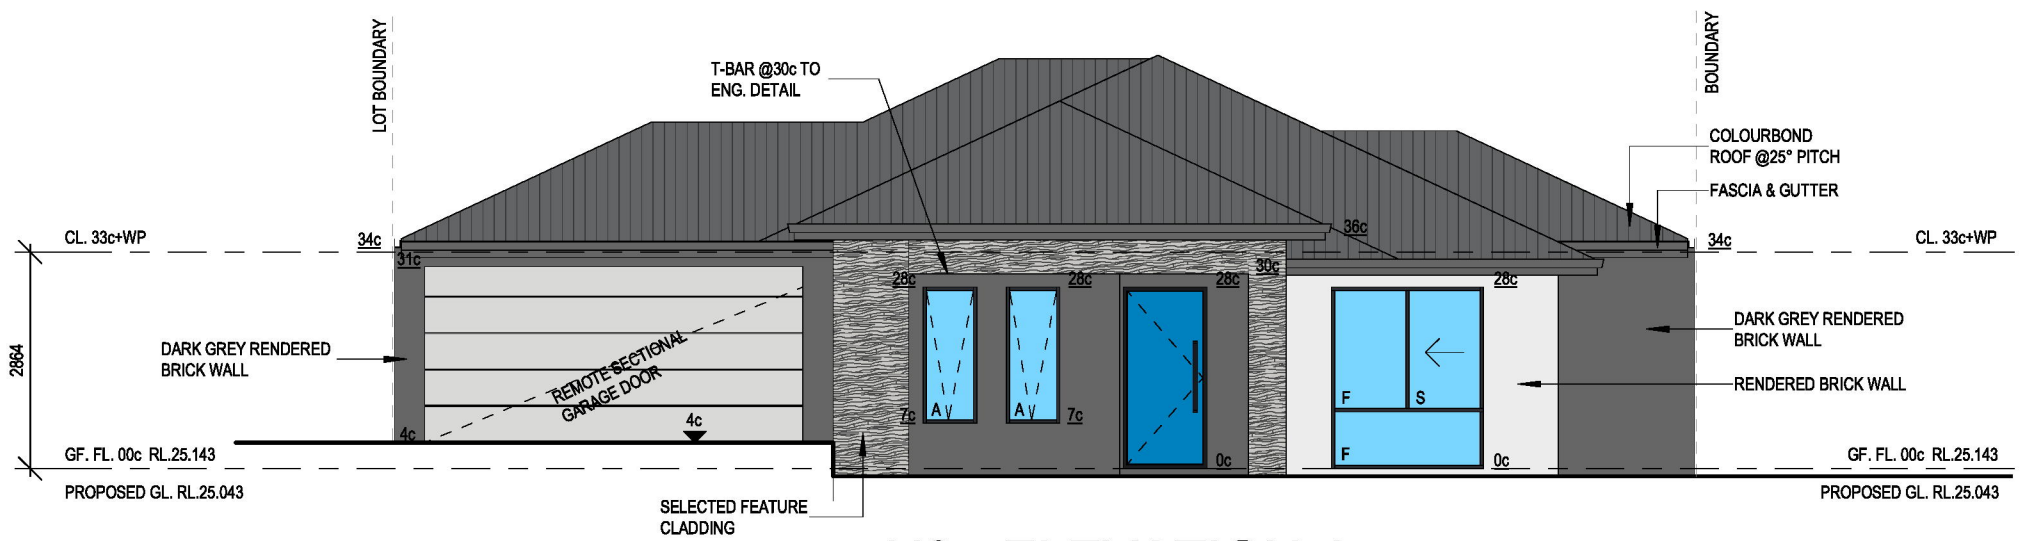 LOT BOUNDARY
BOUNDARY
T-BAR @30c TO
ENG. DETAIL
COLOURBOND
ROOF @25° PITCH
FASCIA & GUTTER
CL. 33c+WP
34c
36c
34c
CL. 33c+WP
31c
30c
28c
28c
28c
28c
2864
DARK GREY RENDERED
BRICK WALL
REMOTE SECTIONAL
GARAGE DOOR
DARK GREY RENDERED
BRICK WALL
RENDERED BRICK WALL
F
S
7c
A
A
7c
4c
4c
GF. FL. 00c RL.25.143
0c
F
0c
GF. FL. 00c RL.25.143
PROPOSED GL. RL.25.043
PROPOSED GL. RL.25.043
SELECTED FEATURE
CLADDING